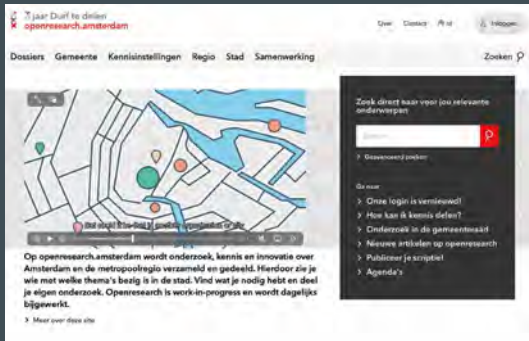 7 jaar Durf te delen
openresearch.amsterdam
Over Contact Inloggen
Dossiers Gemeente Kennisinstellingen Regio Stad Samenwerking
Zoeken
Zoek direct naar voor jou relevante
onderwerpen
> Geavanceerd zoeken
Ga naar
> Onze login is vernieuwd!
> Hoe kan ik kennis delen?
> Onderzoek in de gemeenteraad
> Nieuwe artikelen op openresearch
> Publiceer je scriptie!
> Agenda's
Op openresearch.amsterdam wordt onderzoek, kennis en innovatie over
Amsterdam en de metropoolregio verzameld en gedeeld. Hierdoor zie je
wie met welke thema's bezig is in de stad. Vind wat je nodig hebt en deel
je eigen onderzoek. Openresearch is work-in-progress en wordt dagelijks
bijgewerkt.
> Meer over deze site